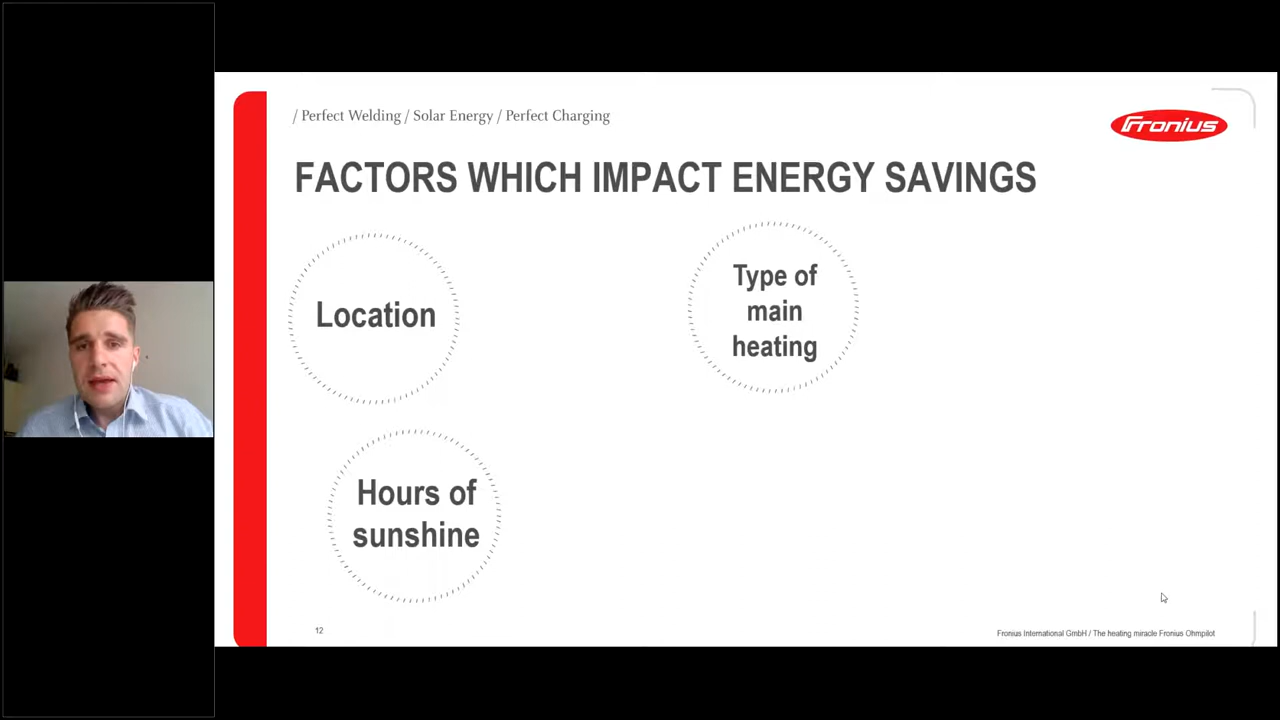 / Perfect Welding / Solar Energy / Perfect Charging
Fronius
FACTORS WHICH IMPACT ENERGY SAVINGS
Location
Type of
main
heating
Hours of
sunshine
12
Fronius International GmbH / The heating miracle Fronius Ohmpilot